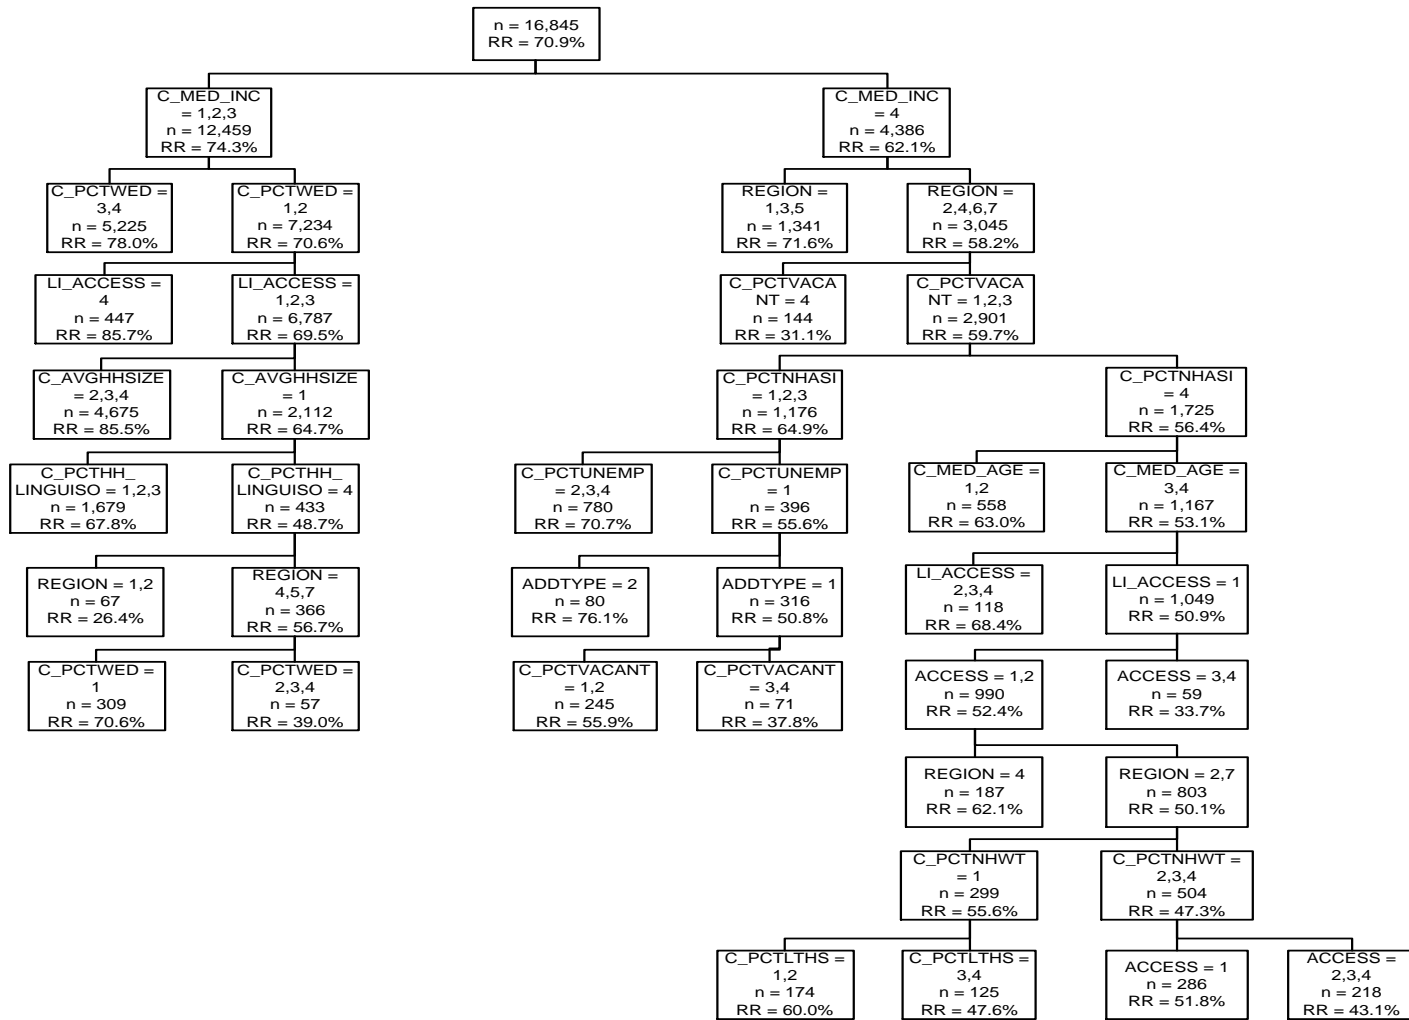 n = 16,845
RR = 70.9%
C_MED_INC
= 1,2,3
n = 12,459
RR = 74.3%
C_MED_INC
= 4
n = 4,386
RR = 62.1%
C_PCTWED =
3,4
n = 5,225
RR = 78.0%
C_PCTWED =
1,2
n = 7,234
RR = 70.6%
REGION =
1,3,5
n = 1,341
RR = 71.6%
REGION =
2,4,6,7
n = 3,045
RR = 58.2%
LI_ACCESS =
4
n = 447
RR = 85.7%
LI_ACCESS =
1,2,3
n = 6,787
RR = 69.5%
C_PCTVACA
NT = 4
n = 144
RR = 31.1%
C_PCTVACA
NT = 1,2,3
n = 2,901
RR = 59.7%
C_AVGHHSIZE
= 2,3,4
n = 4,675
RR = 85.5%
C_AVGHHSIZE
= 1
n = 2,112
RR = 64.7%
C_PCTNHASI
= 1,2,3
n = 1,176
RR = 64.9%
C_PCTNHASI
= 4
n = 1,725
RR = 56.4%
C_PCTHH_
LINGUISO = 1,2,3
n = 1,679
RR = 67.8%
C_PCTHH_
LINGUISO = 4
n = 433
RR = 48.7%
C_PCTUNEMP
= 2,3,4
n = 780
RR = 70.7%
C_PCTUNEMP
= 1
n = 396
RR = 55.6%
C_MED_AGE =
1,2
n = 558
RR = 63.0%
C_MED_AGE =
3,4
n = 1,167
RR = 53.1%
REGION = 1,2
n = 67
RR = 26.4%
REGION =
4,5,7
n = 366
RR = 56.7%
ADDTYPE = 2
n = 80
RR = 76.1%
ADDTYPE = 1
n = 316
RR = 50.8%
LI_ACCESS =
2,3,4
n = 118
RR = 68.4%
LI_ACCESS = 1
n = 1,049
RR = 50.9%
C_PCTWED =
1
n = 309
RR = 70.6%
C_PCTWED =
2,3,4
n = 57
RR = 39.0%
C_PCTVACANT
= 1,2
n = 245
RR = 55.9%
C_PCTVACANT
= 3,4
n = 71
RR = 37.8%
ACCESS = 1,2
n = 990
RR = 52.4%
ACCESS = 3,4
n = 59
RR = 33.7%
REGION = 4
n = 187
RR = 62.1%
REGION = 2,7
n = 803
RR = 50.1%
C_PCTNHWT
= 1
n = 299
RR = 55.6%
C_PCTNHWT =
2,3,4
n = 504
RR = 47.3%
C_PCTLTHS =
1,2
n = 174
RR = 60.0%
C_PCTLTHS =
3,4
n = 125
RR = 47.6%
ACCESS = 1
n = 286
RR = 51.8%
ACCESS =
2,3,4
n = 218
RR = 43.1%